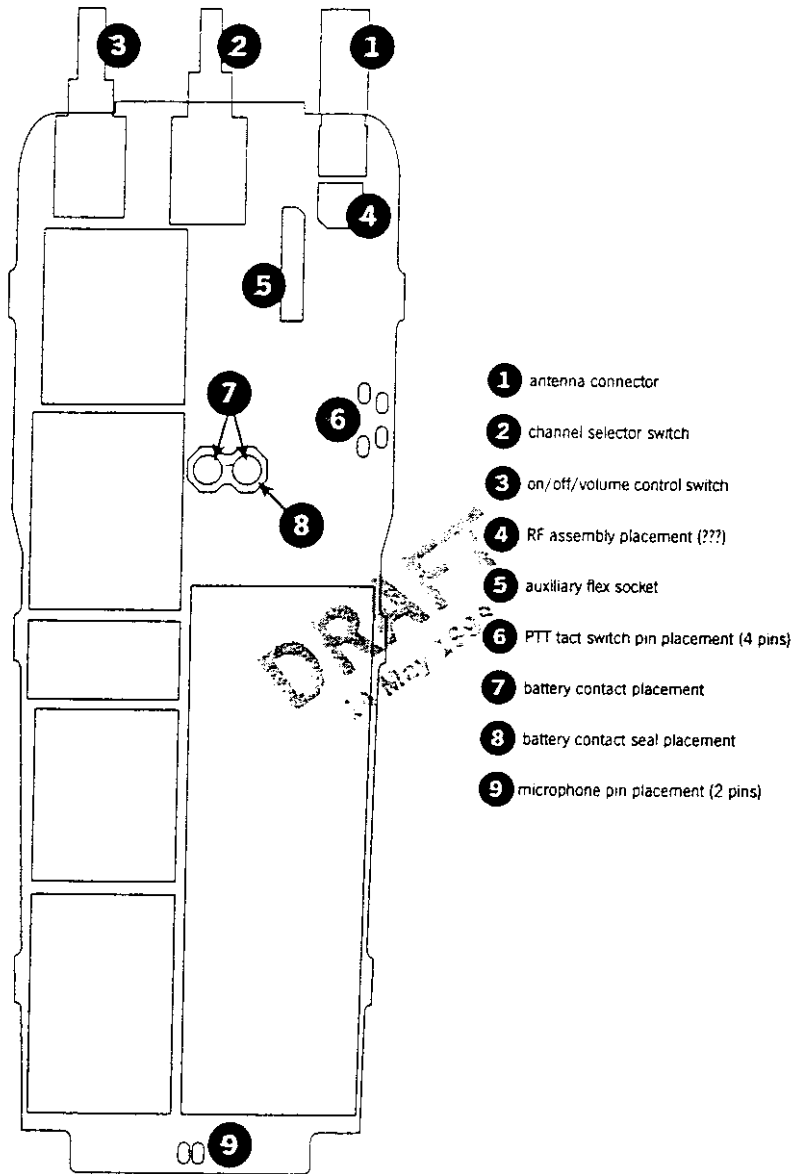 3
2
1
4
5
7
6
8
1 antenna connector
2 channel selector switch
3 on/off/volume control switch
4 RF assembly placement (???)
5 auxiliary flex socket
6 PTT tact switch pin placement (4 pins)
7 battery contact placement
8 battery contact seal placement
9 microphone pin placement (2 pins)
DRAFT
May
9